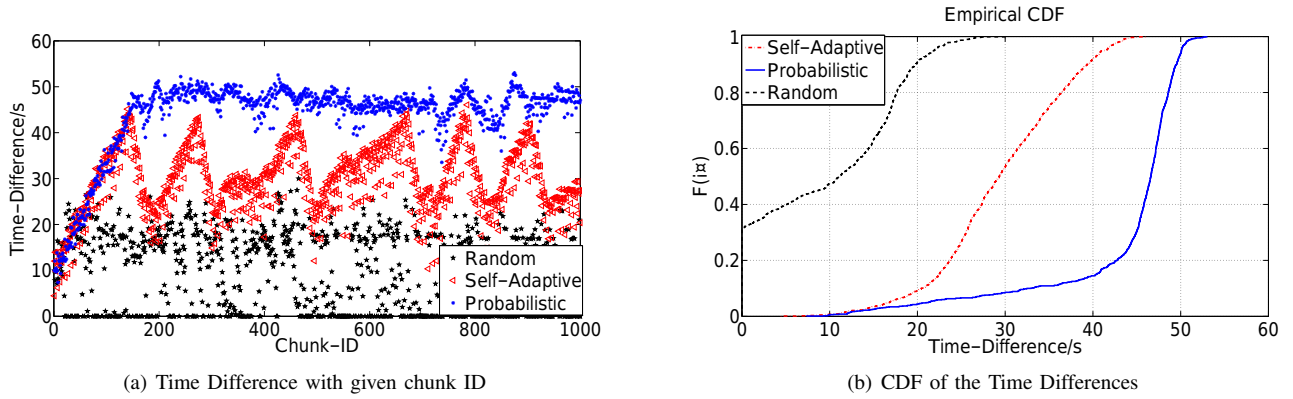 60
50
40
30
20
10
0
0 200 400 600 800 1000
Time−Difference/s
Chunk−ID
Random
Self−Adaptive
Probabilistic
(a) Time Difference with given chunk ID
Empirical CDF
1
0.8
0.6
0.4
0.2
0
0 10 20 30 40 50 60
F(i¤)
Time−Difference/s
Self−Adaptive
Probabilistic
Random
(b) CDF of the Time Differences